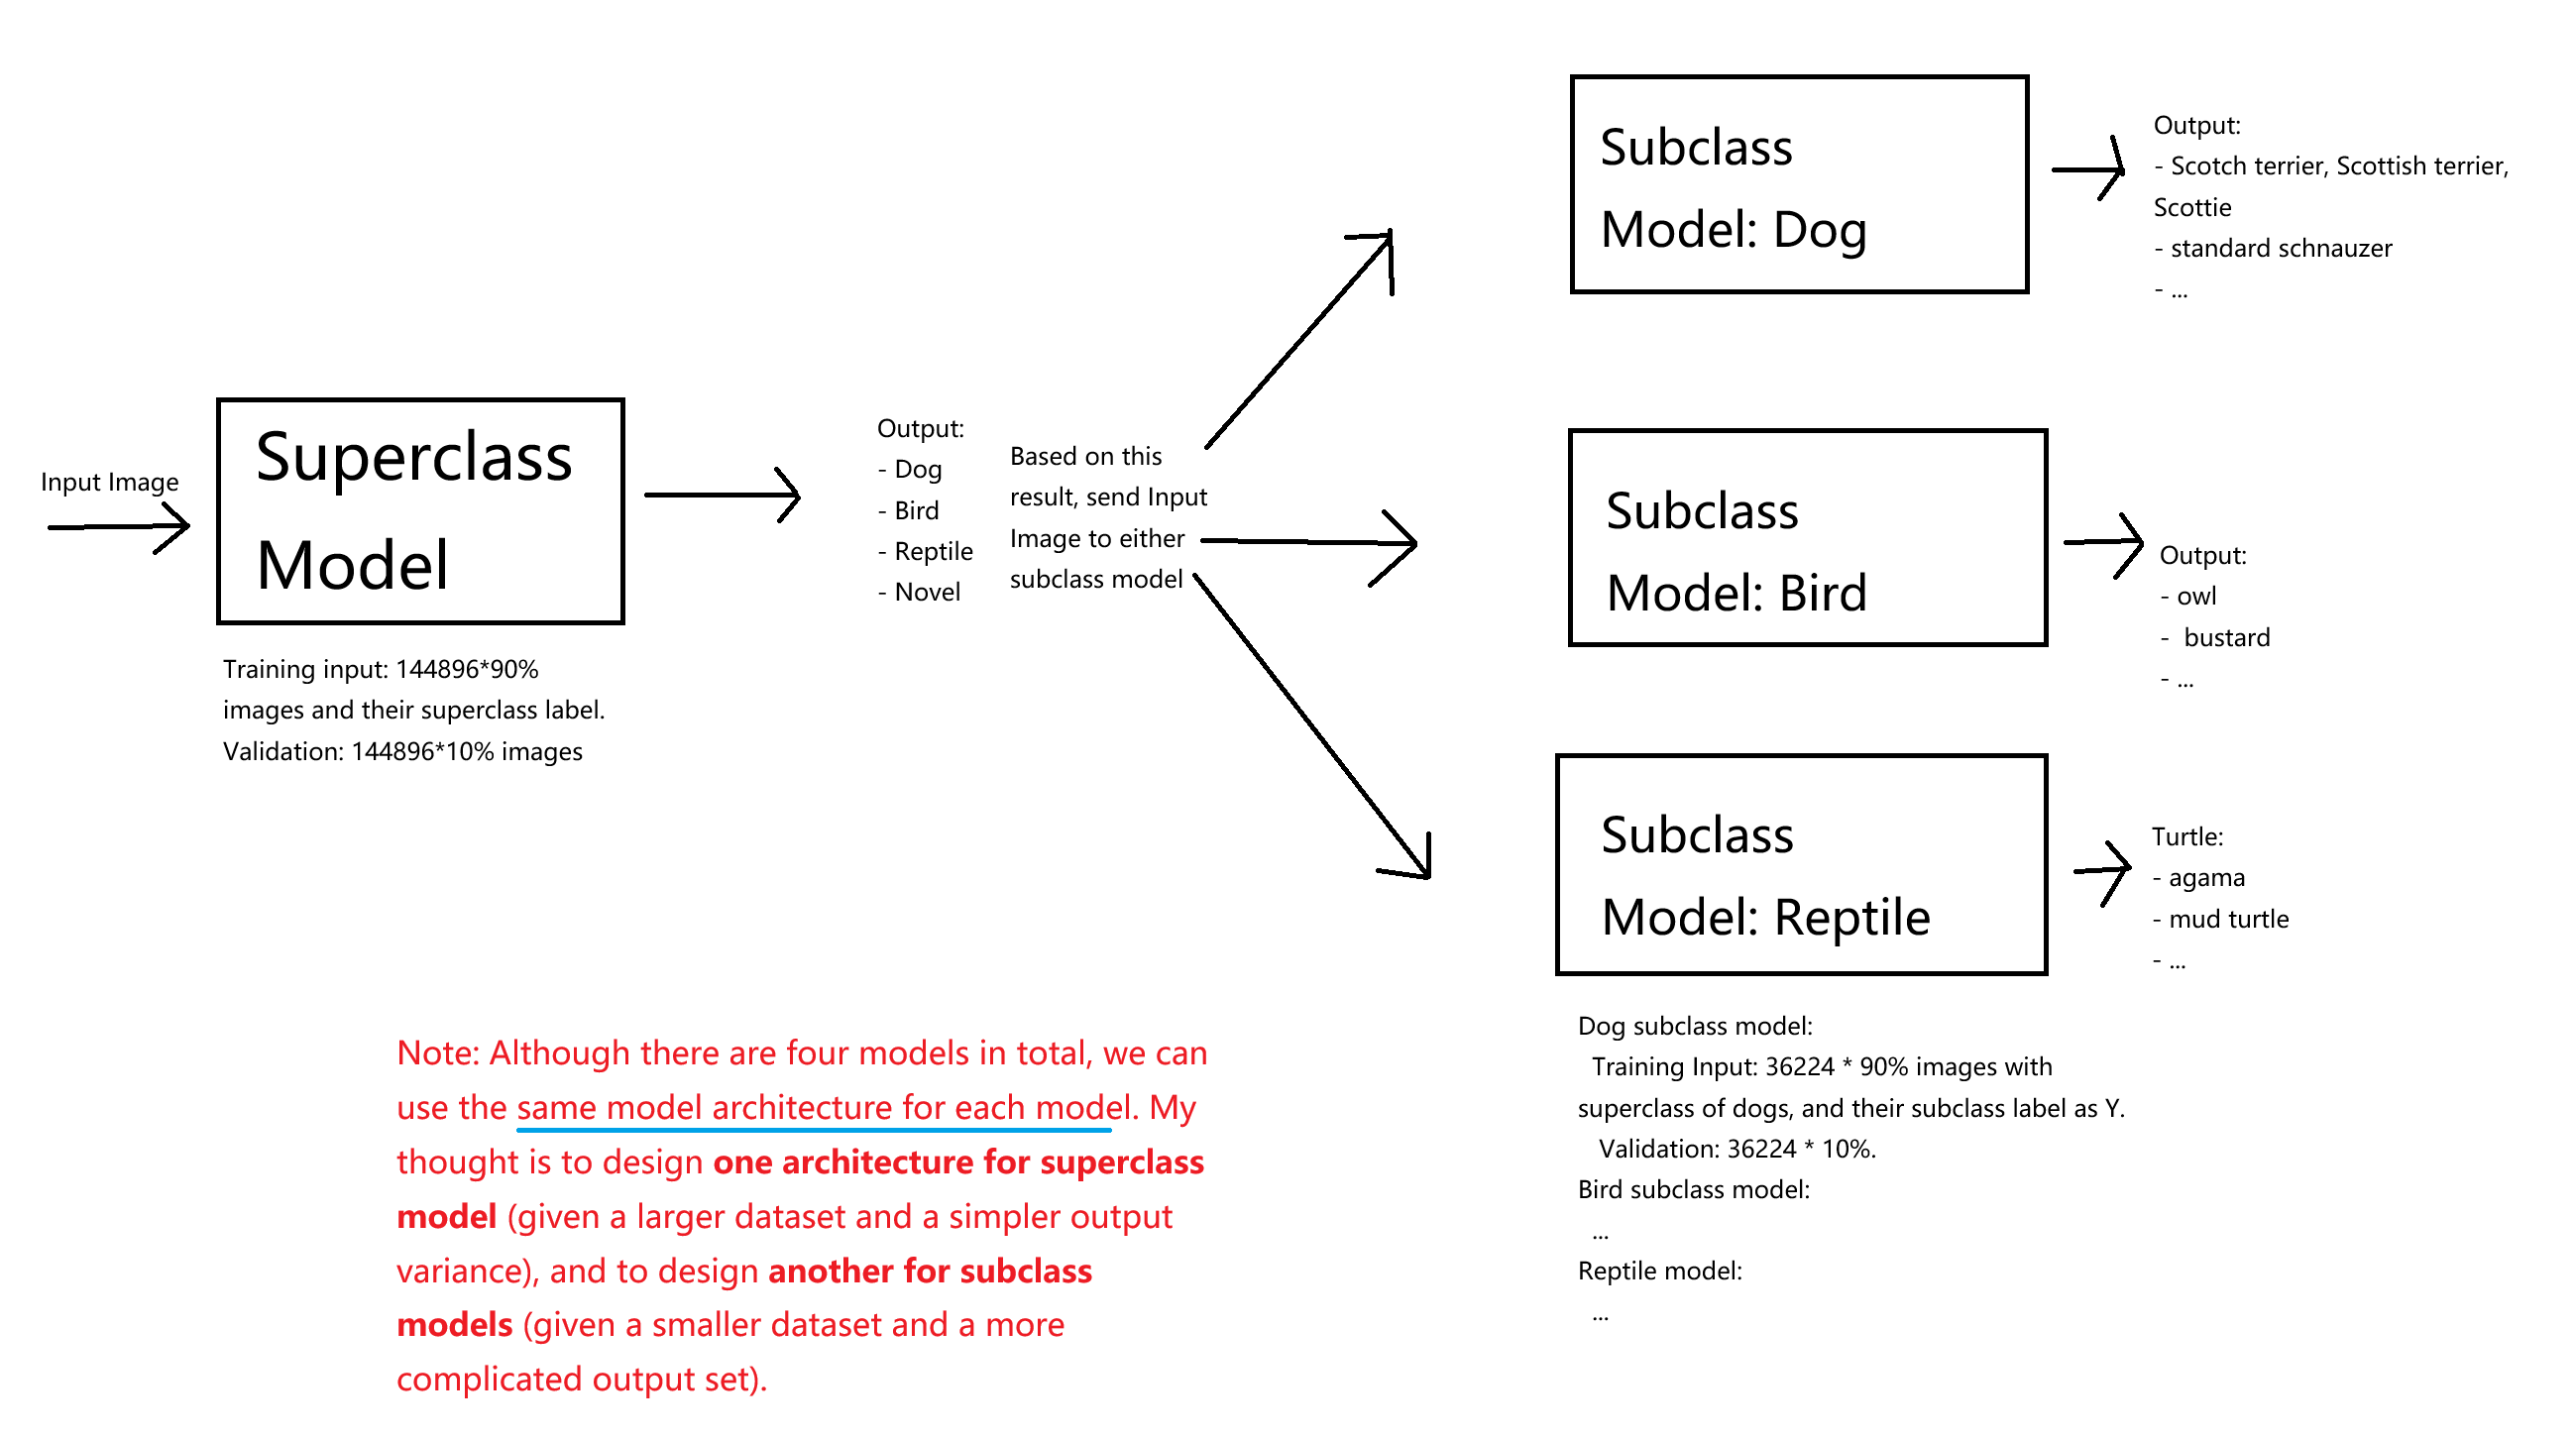 Input Image
Superclass
Model
Training input: 144896*90%
images and their superclass label.
Validation: 144896*10% images
Output:
- Dog
- Bird
- Reptile
- Novel
Based on this
result, send Input
Image to either
subclass model
Subclass
Model: Dog
Output:
- Scotch terrier, Scottish terrier,
Scottie
- standard schnauzer
- ...
Subclass
Model: Bird
Output:
- owl
- bustard
- ...
Subclass
Model: Reptile
Turtle:
- agama
- mud turtle
- ...
Dog subclass model:
Training Input: 36224 * 90% images with
superclass of dogs, and their subclass label as Y.
Validation: 36224 * 10%.
Bird subclass model:
...
Reptile model:
...
Note: Although there are four models in total, we can
use the same model architecture for each model. My
thought is to design one architecture for superclass
model (given a larger dataset and a simpler output
variance), and to design another for subclass
models (given a smaller dataset and a more
complicated output set).